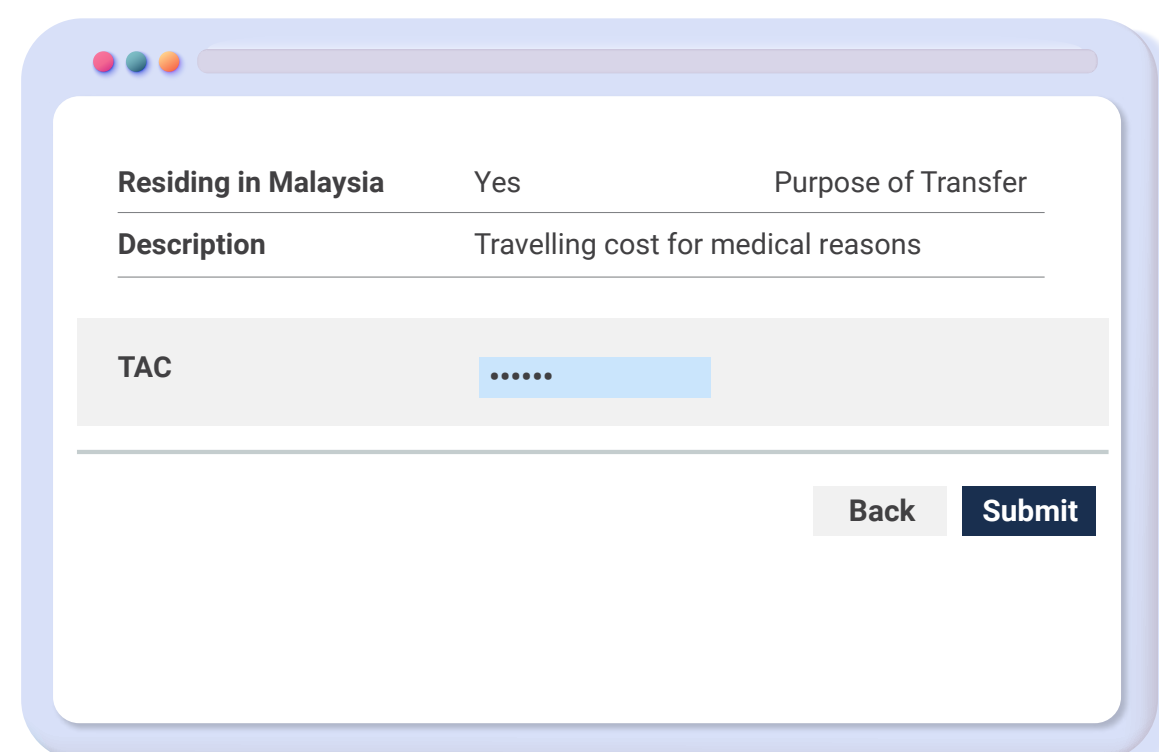 Residing in Malaysia Yes Purpose of Transfer
Description Travelling cost for medical reasons
TAC ••••••
Back Submit